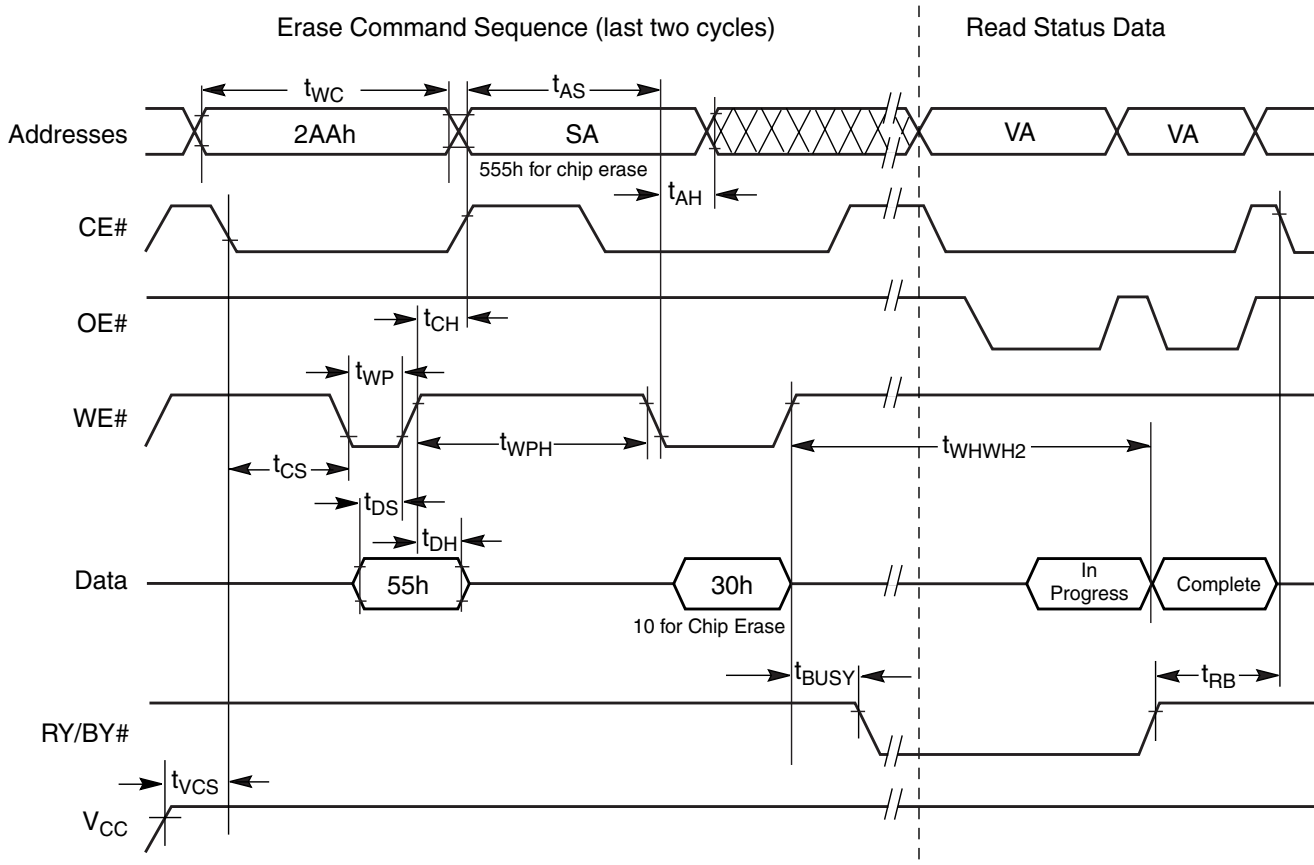 Erase Command Sequence (last two cycles)
Read Status Data
tWC
tAS
Addresses
2AAh
SA
VA
VA
555h for chip erase
tAH
CE#
OE#
tCH
tWP
WE#
tWPH
tWHWH2
tCS
tDS
tDH
Data
55h
30h
In
Progress
Complete
10 for Chip Erase
tBUSY
tRB
RY/BY#
tVCS
VCC